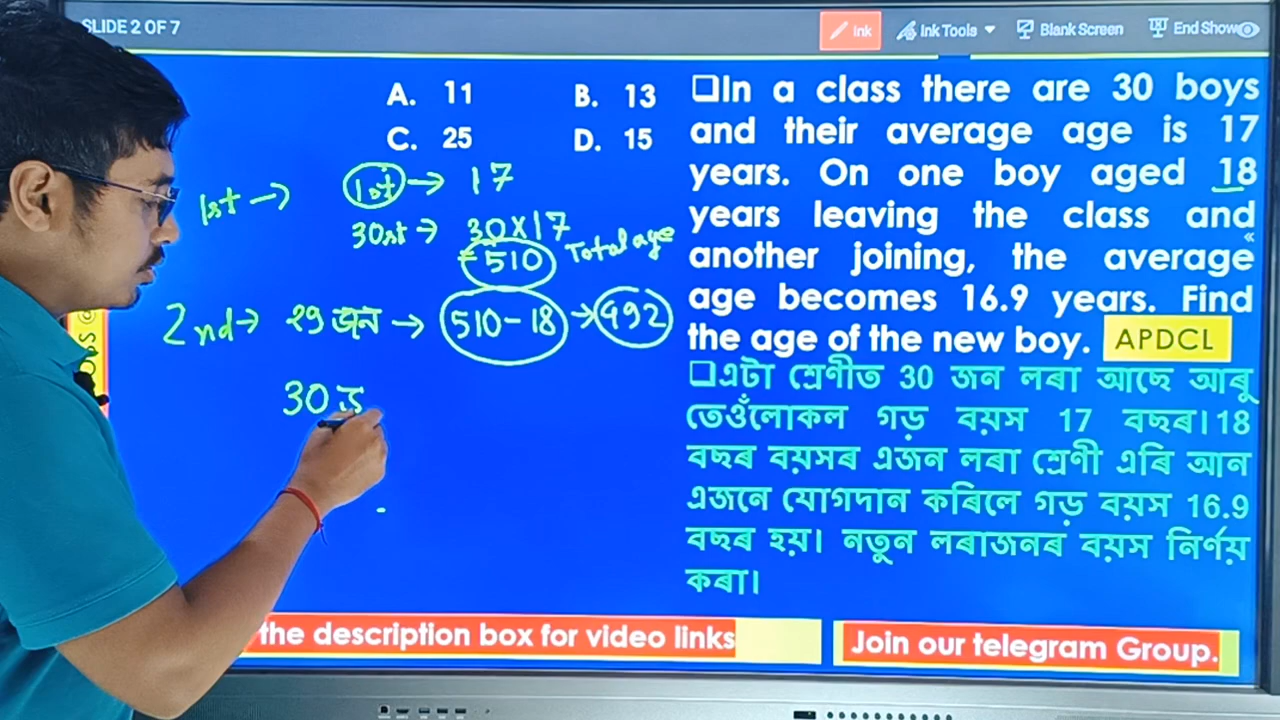 SLIDE 2 OF 7
Ink
Ink Tools
Blank Screen
End Show
A. 11
B. 13
C. 25
D. 15
1st → 1st → 17
30st → 30×17
= 510 Total age
2nd → ২৯ জন → 510-18 → 492
30 জ
❑In a class there are 30 boys
and their average age is 17
years. On one boy aged 18
years leaving the class and
another joining, the average
age becomes 16.9 years. Find
the age of the new boy. APDCL
❑এটা শ্ৰেণীত 30 জন লৰা আছে আৰু
তেওঁলোকল গড় বয়স 17 বছৰ।18
বছৰ বয়সৰ এজন লৰা শ্ৰেণী এৰি আন
এজনে যোগদান কৰিলে গড় বয়স 16.9
বছৰ হয়। নতুন লৰাজনৰ বয়স নিৰ্ণয়
কৰা।
the description box for video links
Join our telegram Group.